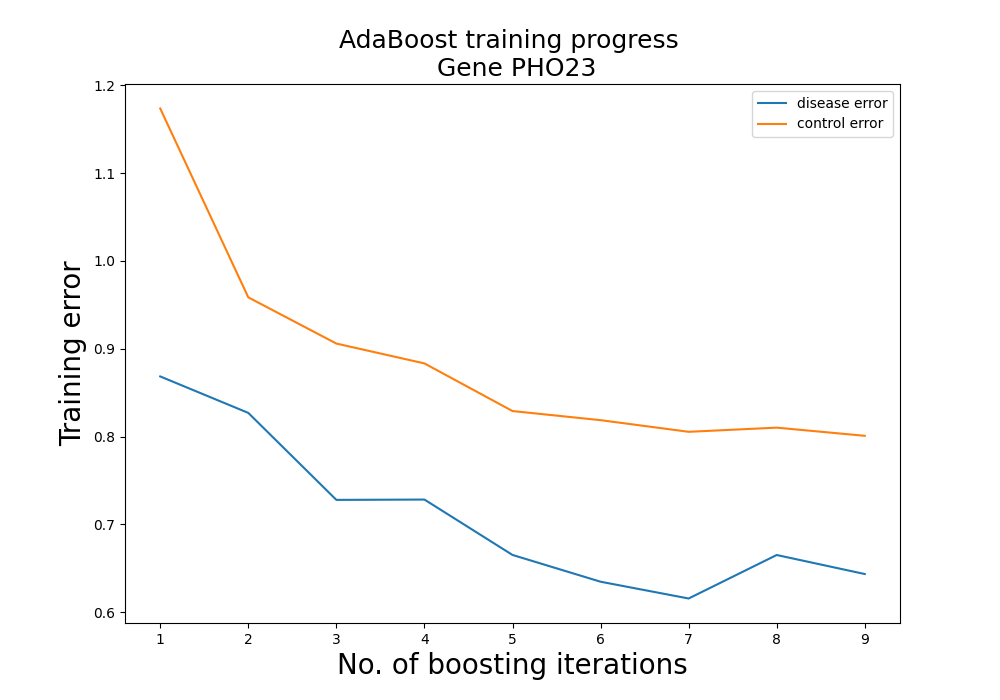 AdaBoost training progress
Gene PHO23
disease error
control error
1.2
1.1
1.0
0.9
0.8
0.7
0.6
Training error
1 2 3 4 5 6 7 8 9
No. of boosting iterations